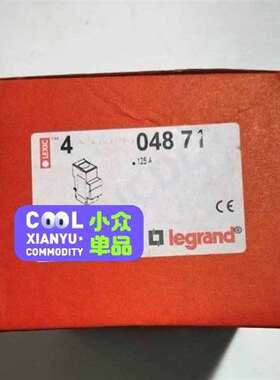 LEXIC
4
048 71
125 A
COOL 小众
XIANYU 单品
COMMODITY
legrand
CE